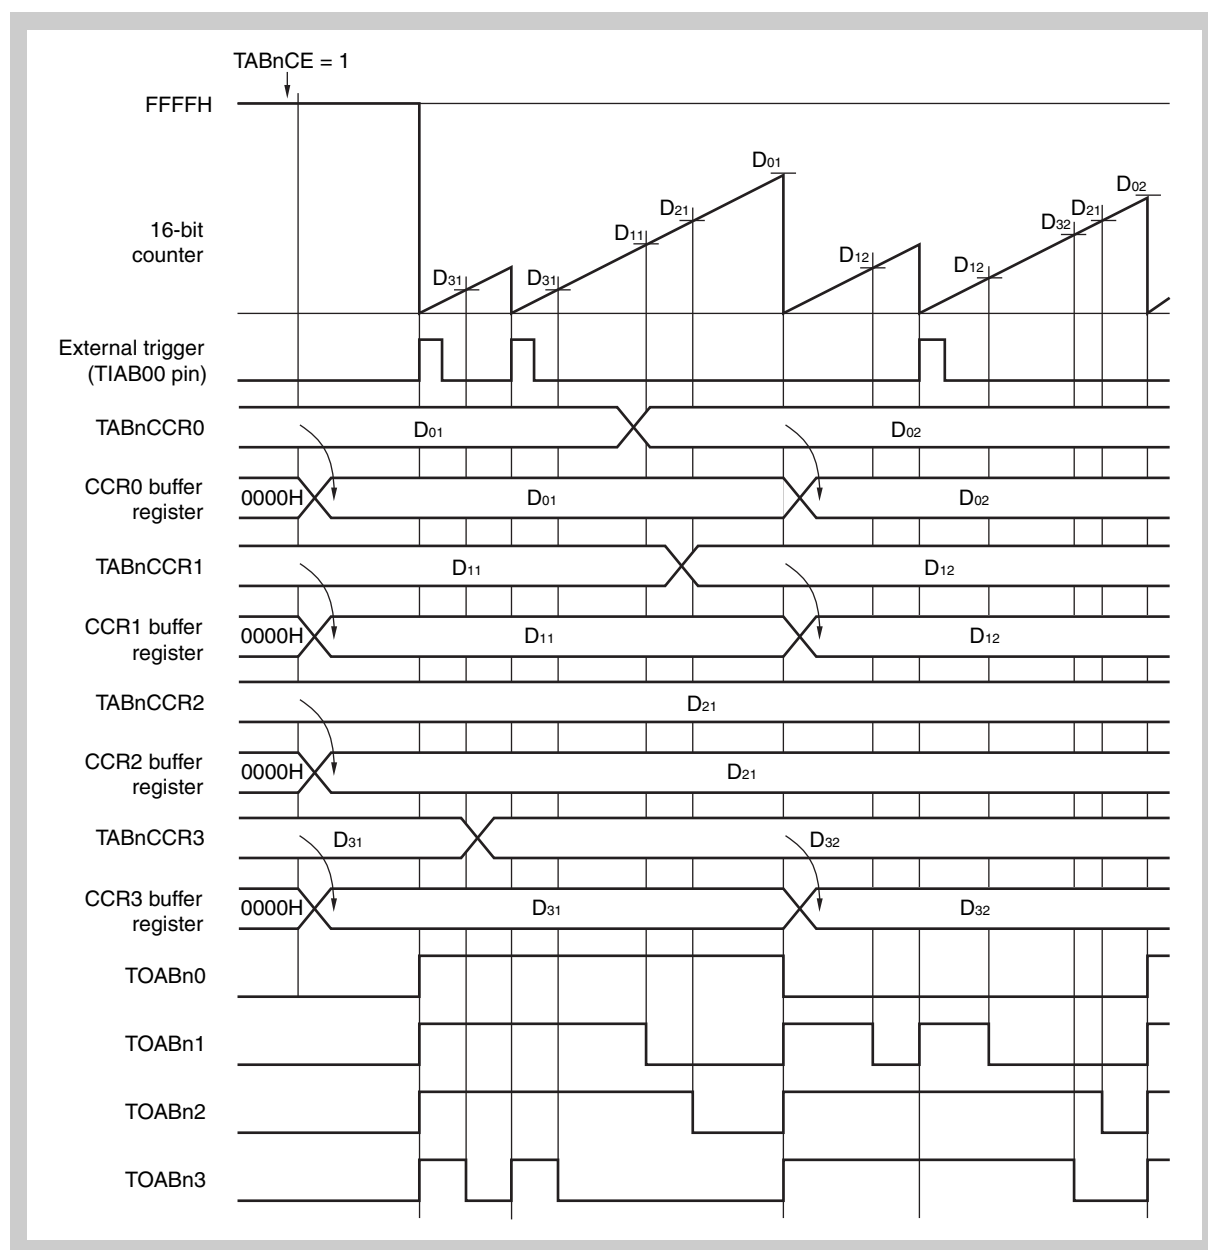 TABnCE = 1
FFFFH
16-bit
counter
D01
D02
D21
D21
D32
D11
D12
D12
D31
D31
External trigger
(TIAB00 pin)
TABnCCR0
D01
D02
CCR0 buffer
register
0000H
D01
D02
TABnCCR1
D11
D12
CCR1 buffer
register
0000H
D11
D12
TABnCCR2
D21
CCR2 buffer
register
0000H
D21
TABnCCR3
D31
D32
CCR3 buffer
register
0000H
D31
D32
TOABn0
TOABn1
TOABn2
TOABn3